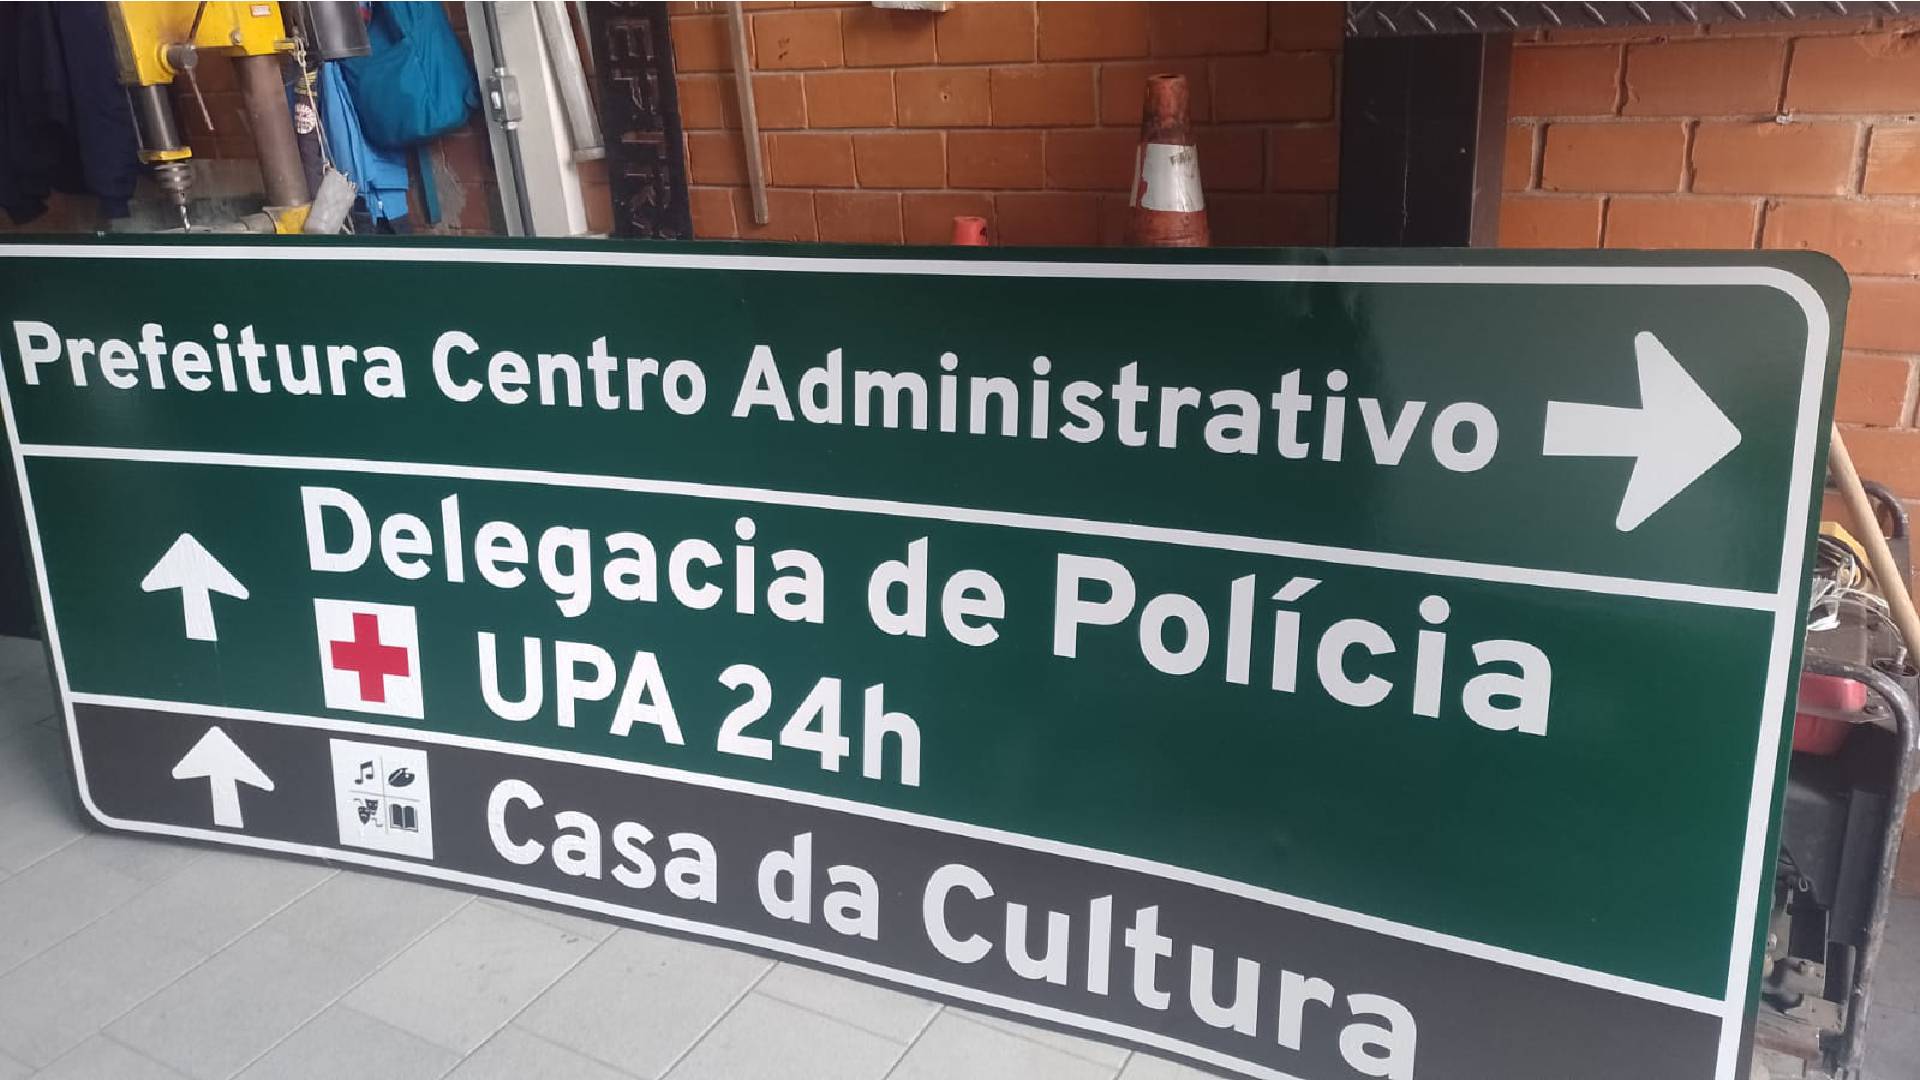 Prefeitura Centro Administrativo
Delegacia de Polícia
UPA 24h
Casa da Cultura